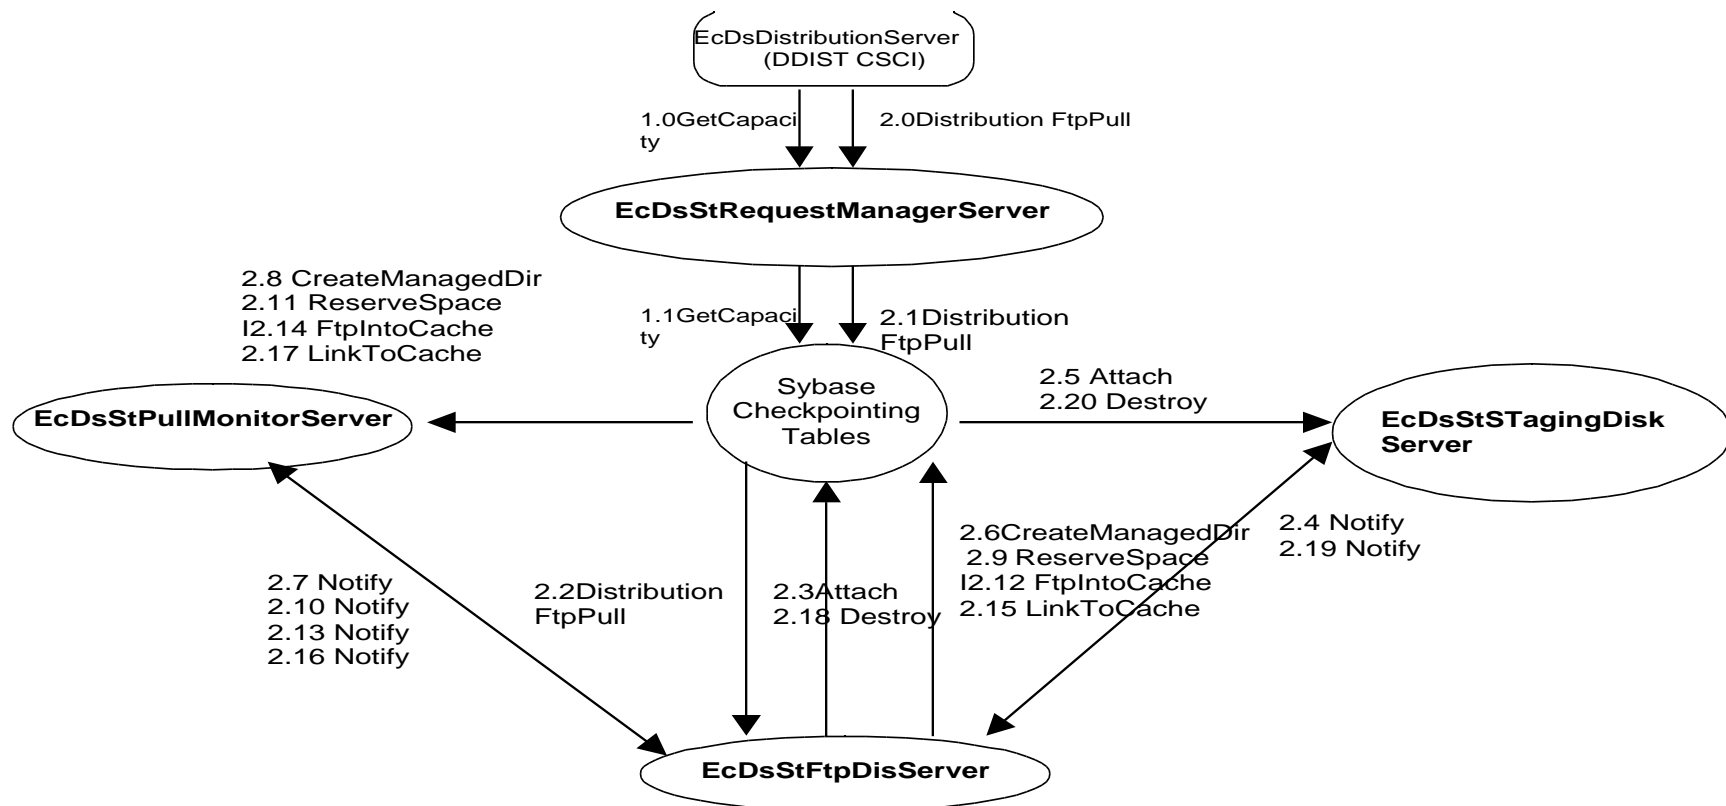 EcDsDistributionServer
(DDIST CSCI)
1.0GetCapaci
ty
2.0Distribution FtpPull
EcDsStRequestManagerServer
2.8 CreateManagedDir
2.11 ReserveSpace
I2.14 FtpIntoCache
2.17 LinkToCache
1.1GetCapaci
ty
2.1Distribution
FtpPull
Sybase
Checkpointing
Tables
2.5 Attach
2.20 Destroy
EcDsStPullMonitorServer
EcDsStSTagingDisk
Server
2.7 Notify
2.10 Notify
2.13 Notify
2.16 Notify
2.2Distribution
FtpPull
2.3Attach
2.18 Destroy
2.6CreateManagedDir
2.9 ReserveSpace
I2.12 FtpIntoCache
2.15 LinkToCache
2.4 Notify
2.19 Notify
EcDsStFtpDisServer